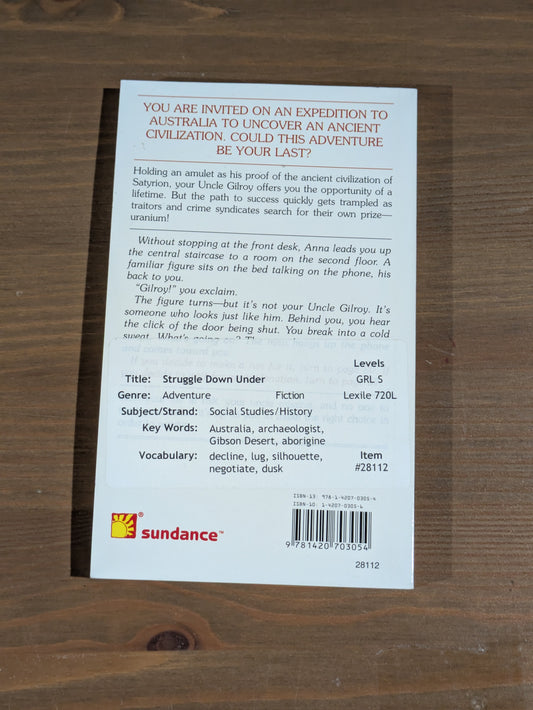 YOU ARE INVITED ON AN EXPEDITION TO
AUSTRALIA TO UNCOVER AN ANCIENT
CIVILIZATION. COULD THIS ADVENTURE
BE YOUR LAST?
Holding an amulet as his proof of the ancient civilization of
Satyrion, your Uncle Gilroy offers you the opportunity of a
lifetime. But the path to success quickly gets trampled as
traitors and crime syndicates search for their own prize—
uranium!
Without stopping at the front desk, Anna leads you up
the central staircase to a room on the second floor. A
familiar figure sits on the bed talking on the phone, his
back to you.
"Gilroy!" you exclaim.
The figure turns—but it's not your Uncle Gilroy. It's
someone who looks just like him. Behind you, you hear
the click of the door being shut. You break into a cold
sweat. What's going on? The
Levels
Title: Struggle Down Under GRL S
Genre: Adventure Fiction Lexile 720L
Subject/Strand: Social Studies/History
Key Words: Australia, archaeologist,
Gibson Desert, aborigine
Vocabulary: decline, lug, silhouette, Item
negotiate, dusk #28112
ISBN-13: 978-1-4207-0305-4
ISBN-10: 1-4207-0305-6
sundance™
9 781420 703054
28112